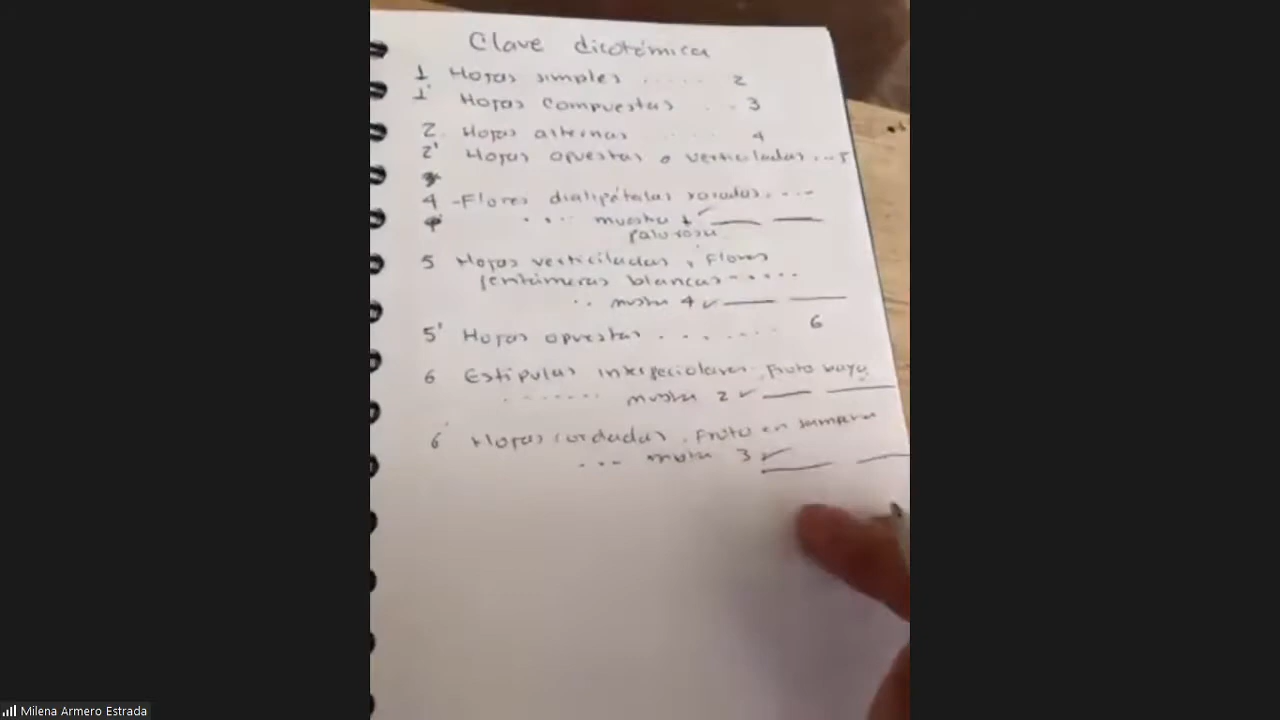 Clave dicotómica
1 Hojas simples ...... 2
1' Hojas compuestas ... 3
2 Hojas alternas ...... 4
2' Hojas opuestas o verticiladas ... 5
4 -Flores dialipétalas rosadas. ...
.... muestra 1 ✓
palo rosa
5 Hojas verticiladas, Flores
pentámeras blancas ......
.. muestra 4 ✓
5' Hojas opuestas ....... 6
6 Estípulas interpeciolares, Fruto baya
....... muestra 2 ✓
6' Hojas cordadas, Fruto en
... muestra 3 ✓
Milena Armero Estrada